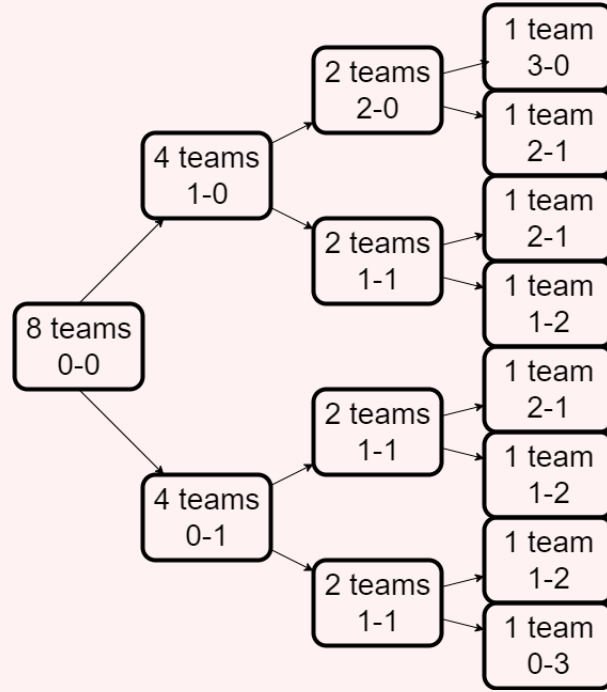 8 teams
0-0
4 teams
1-0
4 teams
0-1
2 teams
2-0
2 teams
1-1
2 teams
1-1
2 teams
1-1
1 team
3-0
1 team
2-1
1 team
2-1
1 team
1-2
1 team
2-1
1 team
1-2
1 team
1-2
1 team
0-3